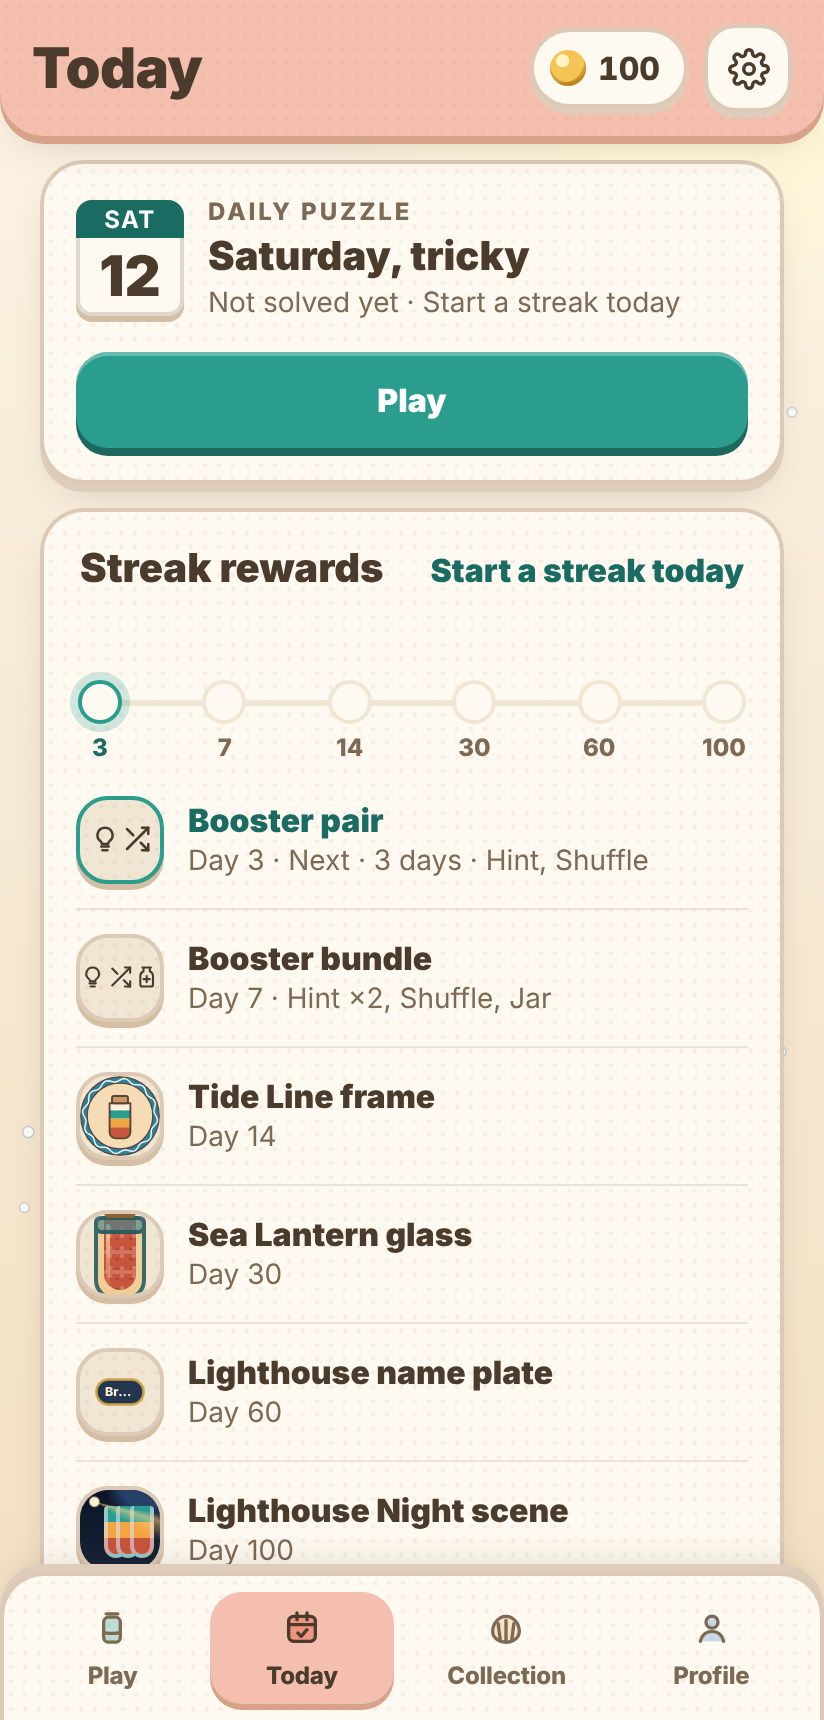 Today
100
SAT
12
DAILY PUZZLE
Saturday, tricky
Not solved yet · Start a streak today
Play
Streak rewards
Start a streak today
3 7 14 30 60 100
Booster pair
Day 3 · Next · 3 days · Hint, Shuffle
Booster bundle
Day 7 · Hint ×2, Shuffle, Jar
Tide Line frame
Day 14
Sea Lantern glass
Day 30
Br...
Lighthouse name plate
Day 60
Lighthouse Night scene
Day 100
Play
Today
Collection
Profile